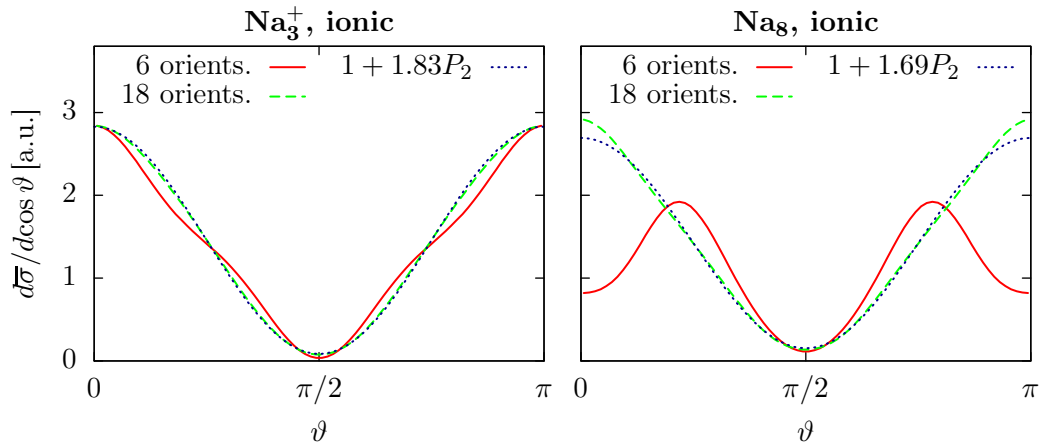 Na₃⁺, ionic
6 orients.
18 orients.
1 + 1.83P₂
Na₈, ionic
6 orients.
18 orients.
1 + 1.69P₂
dσ̿/dcos ϑ [a.u.]
3
2
1
0
0
π/2
π
ϑ
0
π/2
π
ϑ